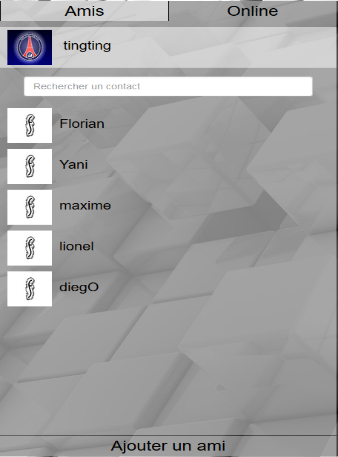 Amis Online
tingting
Rechercher un contact
Florian
Yani
maxime
lionel
diegO
Ajouter un ami